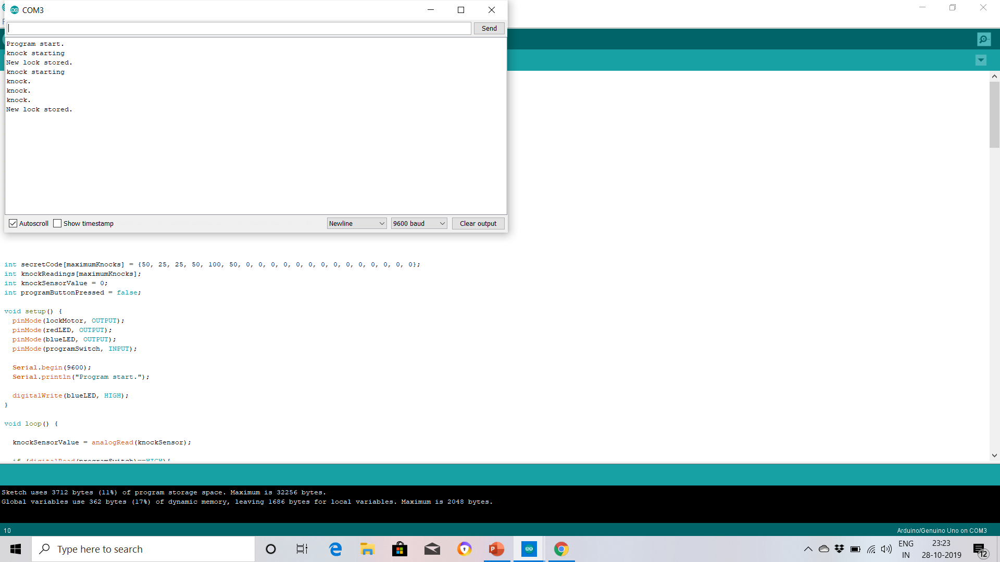 COM3
Send
Program start.
knock starting
New lock stored.
knock starting
knock.
knock.
knock.
New lock stored.
Autoscroll Show timestamp Newline 9600 baud Clear output
int secretCode[maximumKnocks] = {50, 25, 25, 50, 100, 50, 0, 0, 0, 0, 0, 0, 0, 0, 0, 0, 0, 0, 0, 0};
int knockReadings[maximumKnocks];
int knockSensorValue = 0;
int programButtonPressed = false;
void setup() {
pinMode(lockMotor, OUTPUT);
pinMode(redLED, OUTPUT);
pinMode(blueLED, OUTPUT);
pinMode(programSwitch, INPUT);
Serial.begin(9600);
Serial.println("Program start.");
digitalWrite(blueLED, HIGH);
}
void loop() {
knockSensorValue = analogRead(knockSensor);
if (digitalRead(programSwitch)==HIGH){
Sketch uses 3712 bytes (11%) of program storage space. Maximum is 32256 bytes.
Global variables use 362 bytes (17%) of dynamic memory, leaving 1686 bytes for local variables. Maximum is 2048 bytes.
10 Arduino/Genuino Uno on COM3
Type here to search
ENG
IN
23:23
28-10-2019
12